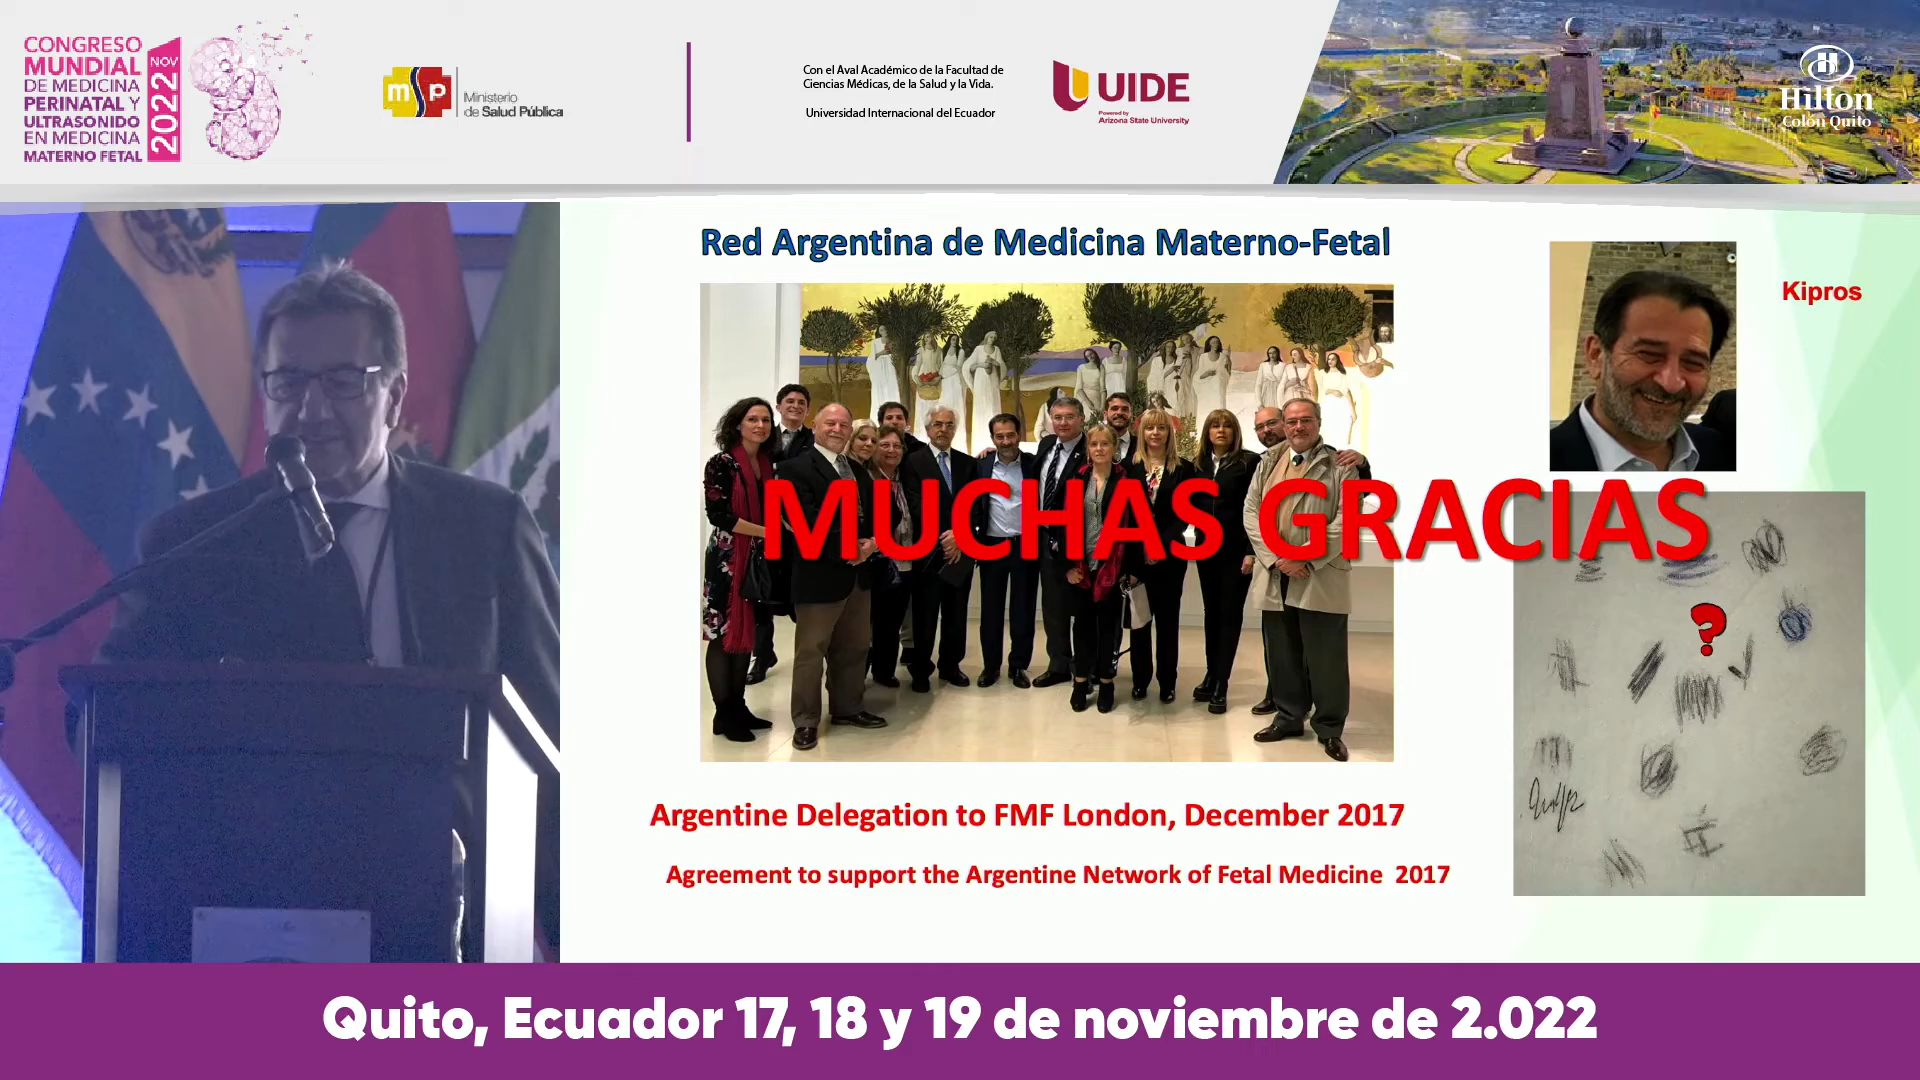 CONGRESO
MUNDIAL
DE MEDICINA
PERINATAL Y
ULTRASONIDO
EN MEDICINA
MATERNO FETAL
NOV
2022
msp
Ministerio
de Salud Pública
Con el Aval Académico de la Facultad de
Ciencias Médicas, de la Salud y la Vida.
Universidad Internacional del Ecuador
UIDE
Powered by
Arizona State University
Hilton
Colón Quito
Red Argentina de Medicina Materno-Fetal
Kipros
MUCHAS GRACIAS
?
Argentine Delegation to FMF London, December 2017
Agreement to support the Argentine Network of Fetal Medicine 2017
Quito, Ecuador 17, 18 y 19 de noviembre de 2.022